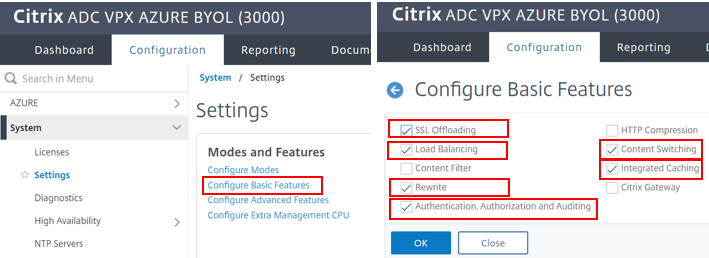 Citrix ADC VPX AZURE BYOL (3000)
Dashboard Configuration Reporting Docume
Search in Menu
AZURE
System
Licenses
Settings
Diagnostics
High Availability
NTP Servers
System / Settings
Settings
Modes and Features
Configure Modes
Configure Basic Features
Configure Advanced Features
Configure Extra Management CPU
Citrix ADC VPX AZURE BYOL (3000)
Dashboard Configuration Reporting
Configure Basic Features
SSL Offloading
HTTP Compression
Load Balancing
Content Switching
Content Filter
Integrated Caching
Rewrite
Citrix Gateway
Authentication, Authorization and Auditing
OK Close